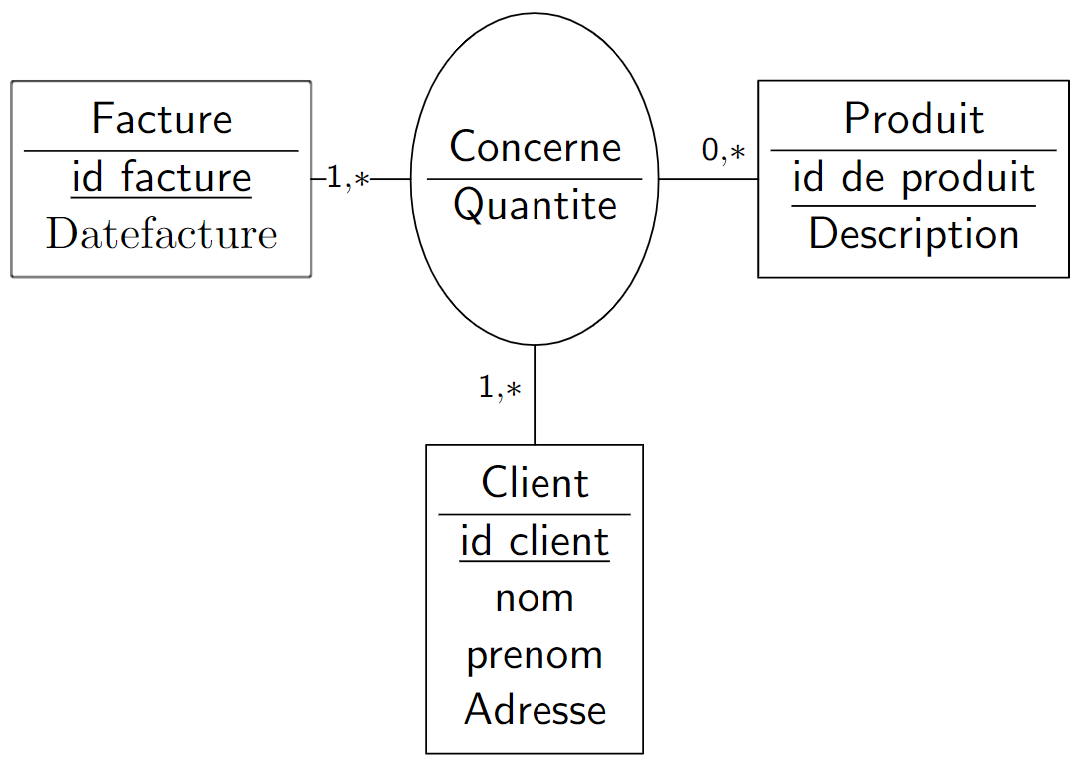 Facture
id facture
Datefacture
1,*
Concerne
Quantite
0,*
Produit
id de produit
Description
1,*
Client
id client
nom
prenom
Adresse